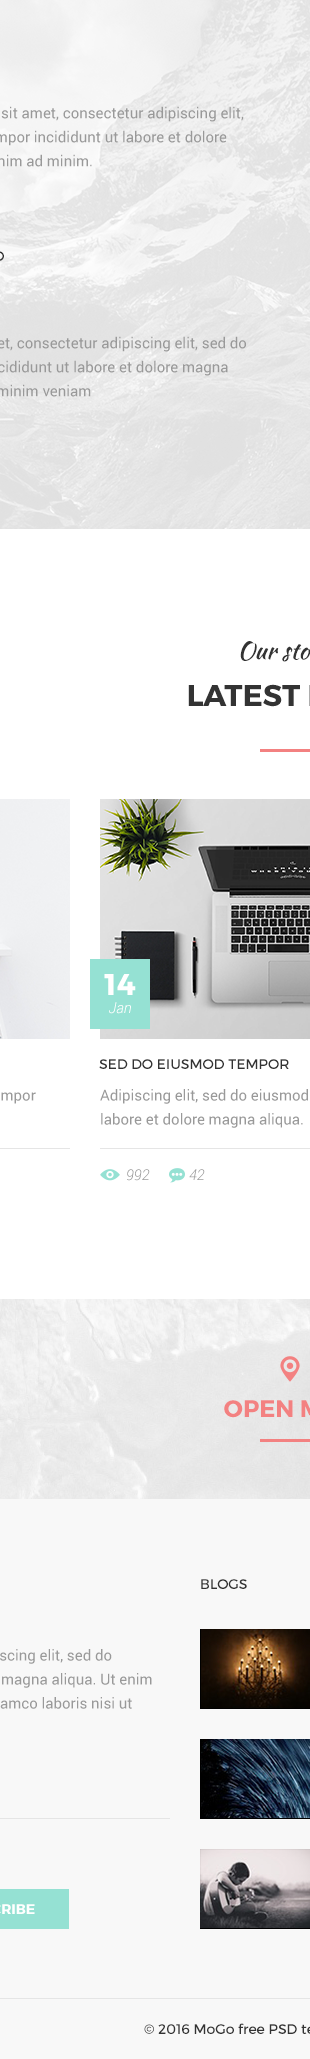 sit amet, consectetur adipiscing elit,
mpor incididunt ut labore et dolore
nim ad minim.
et, consectetur adipiscing elit, sed do
cididunt ut labore et dolore magna
minim veniam
Our sto
LATEST
14
Jan
SED DO EIUSMOD TEMPOR
mpor
Adipiscing elit, sed do eiusmod
labore et dolore magna aliqua.
992 42
OPEN M
BLOGS
scing elit, sed do
magna aliqua. Ut enim
amco laboris nisi ut
RIBE
© 2016 MoGo free PSD te